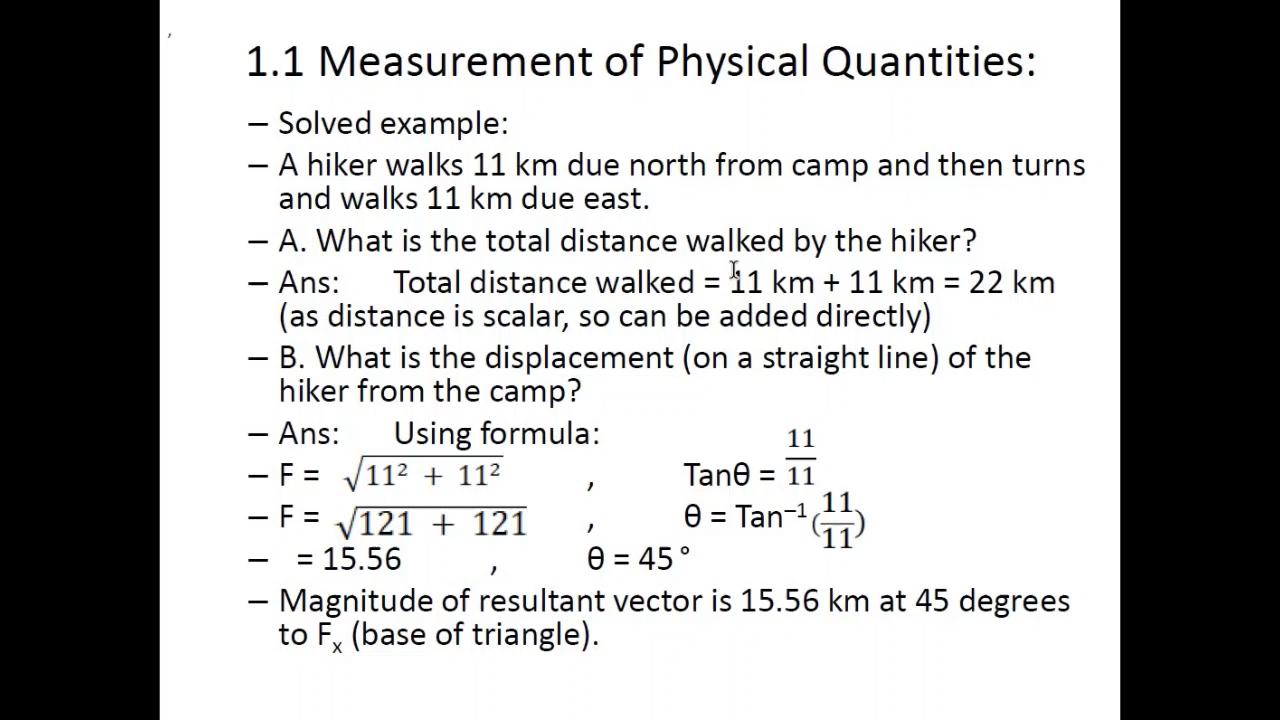 ,
1.1 Measurement of Physical Quantities:
– Solved example:
– A hiker walks 11 km due north from camp and then turns
and walks 11 km due east.
– A. What is the total distance walked by the hiker?
– Ans: Total distance walked = 11 km + 11 km = 22 km
(as distance is scalar, so can be added directly)
– B. What is the displacement (on a straight line) of the
hiker from the camp?
– Ans: Using formula:
– F = √11² + 11² , Tanθ = 11/11
– F = √121 + 121 , θ = Tan⁻¹(11/11)
– = 15.56 , θ = 45°
– Magnitude of resultant vector is 15.56 km at 45 degrees
to Fₓ (base of triangle).